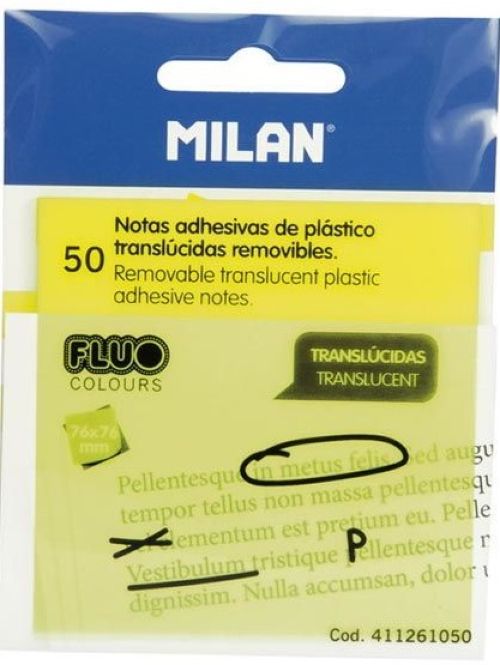 MILAN®
50
Notas adhesivas de plástico
translúcidas removibles.
Removable translucent plastic
adhesive notes.
FLUO
COLOURS
TRANSLÚCIDAS
TRANSLUCENT
76x76
mm
Pellentesque in metus felis. Sed augu
tempor tellus non massa pellentesqu
elementum est pretium eu. Pelle
Vestibulum tristique pellentesque n
dignissim. Nulla accumsan, dolor
P
Cod. 411261050